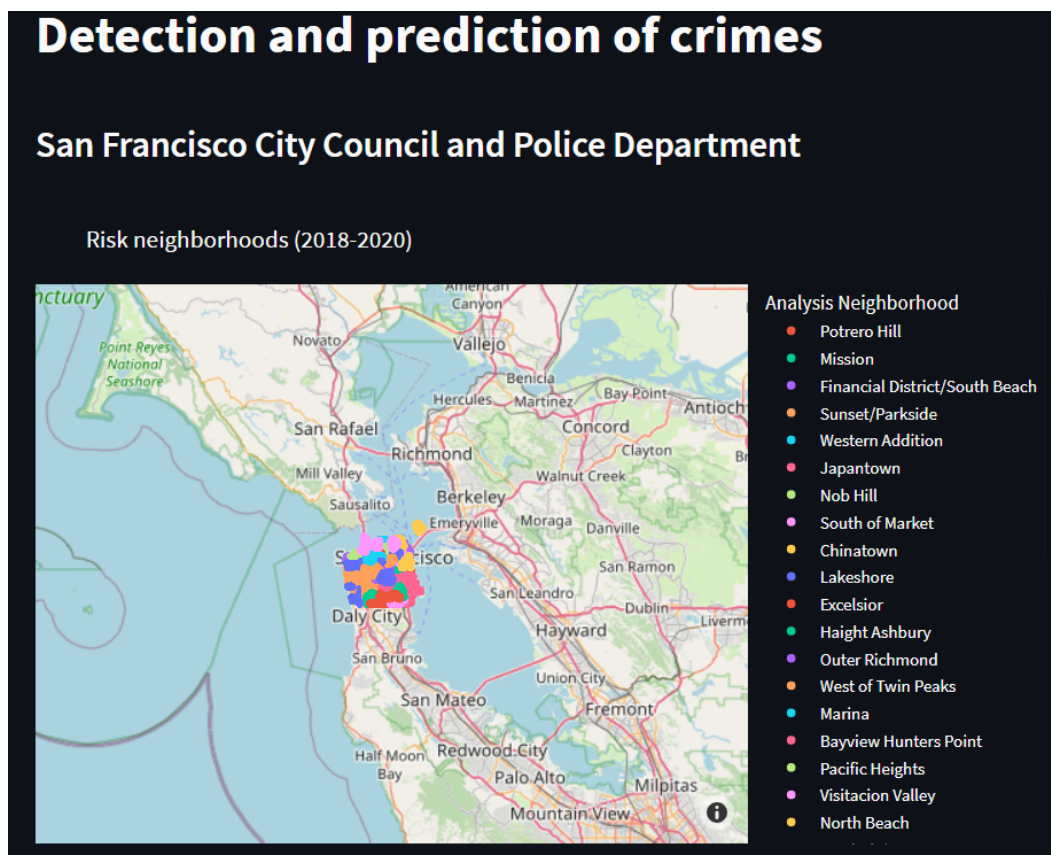 Detection and prediction of crimes
San Francisco City Council and Police Department
Risk neighborhoods (2018-2020)
Analysis Neighborhood
Potrero Hill
Mission
Financial District/South Beach
Sunset/Parkside
Western Addition
Japantown
Nob Hill
South of Market
Chinatown
Lakeshore
Excelsior
Haight Ashbury
Outer Richmond
West of Twin Peaks
Marina
Bayview Hunters Point
Pacific Heights
Visitacion Valley
North Beach
nctuary
American
Canyon
Novato
Vallejo
Point Reyes
National
Seashore
Benicia
Hercules
Martinez
Bay Point
Antioch
San Rafael
Concord
Richmond
Clayton
Mill Valley
Walnut Creek
Sausalito
Berkeley
Emeryville
Moraga
Danville
cisco
San Ramon
San Leandro
Dublin
Liverm
Daly City
Hayward
San Bruno
Union City
San Mateo
Fremont
Half Moon
Bay
Redwood City
Palo Alto
Milpitas
Mountain View